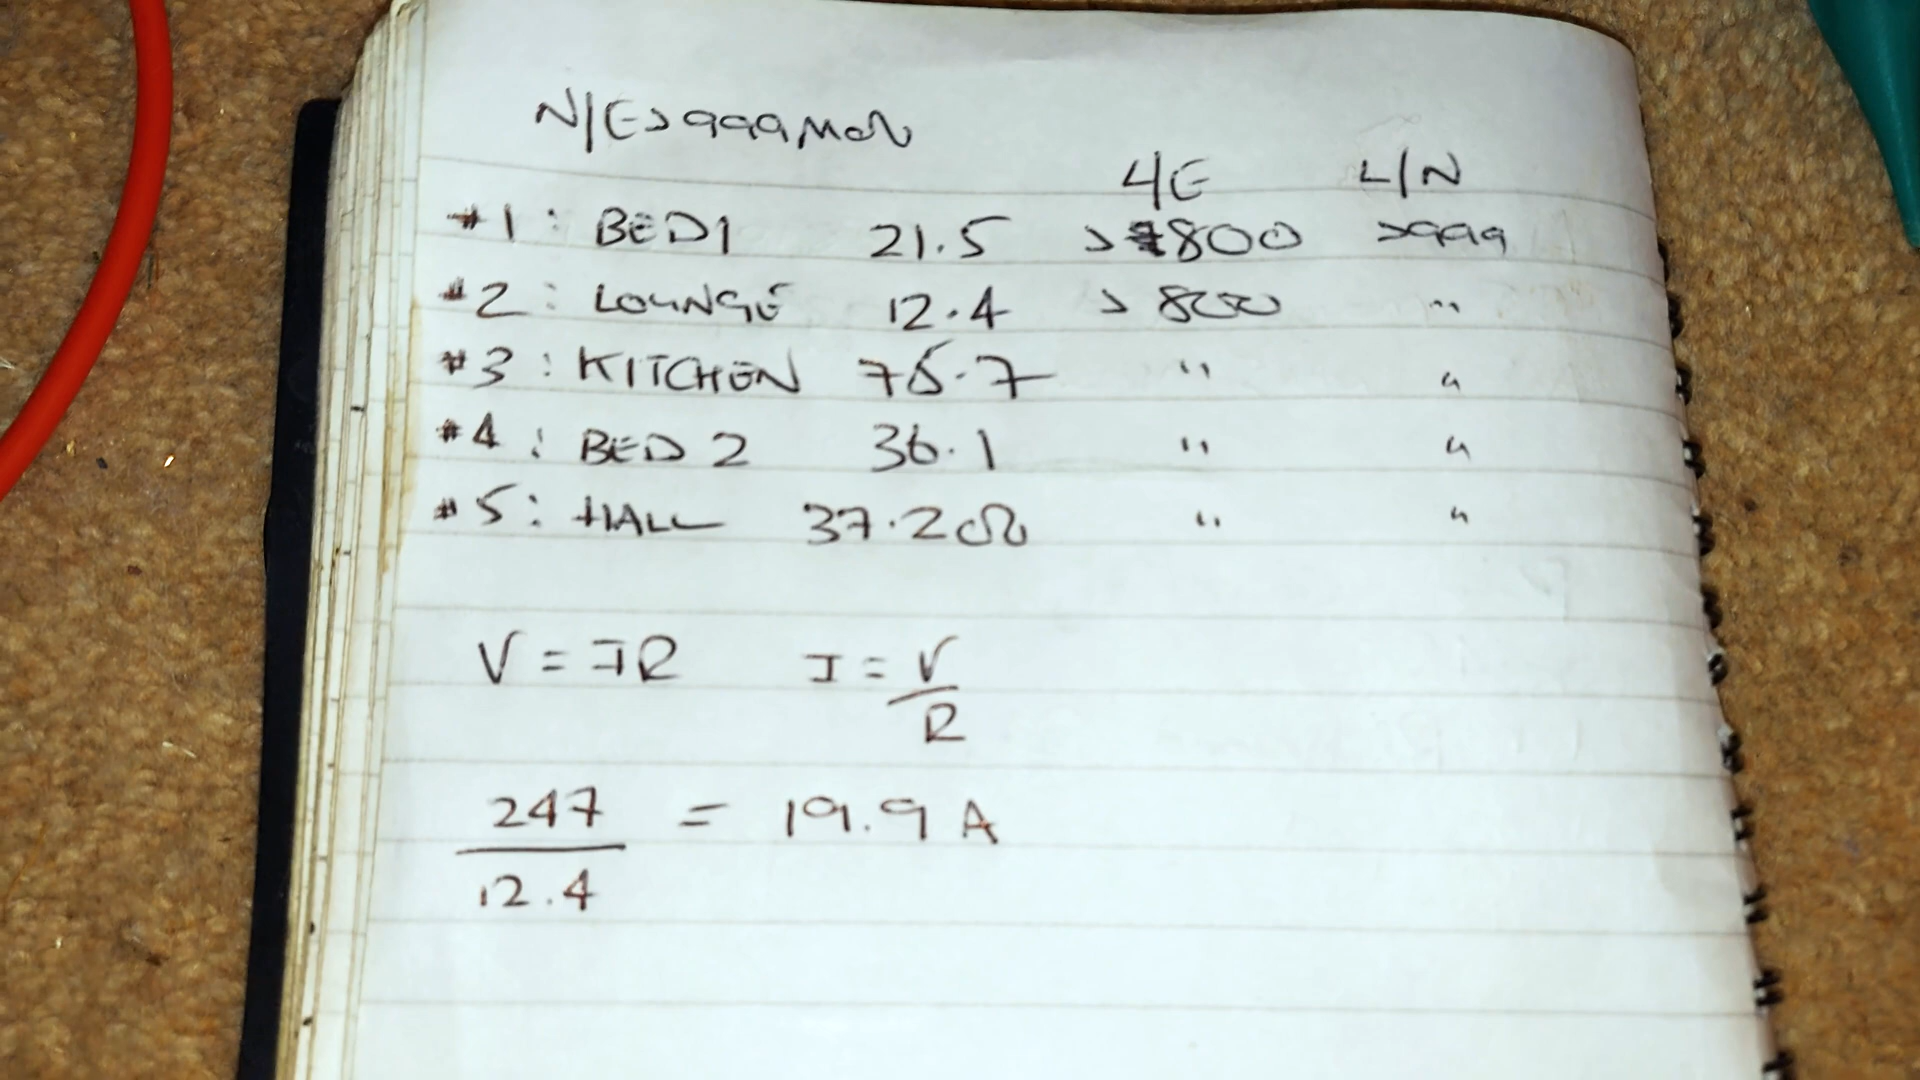 N/E >999MΩ
L/E L/N
#1: BED1 21.5 >800 >999
#2: LOUNGE 12.4 >800 "
#3: KITCHEN 75.7 " "
#4: BED 2 36.1 " "
#5: HALL 37.2Ω " "
V = IR I = V/R
247/12.4 = 19.9 A